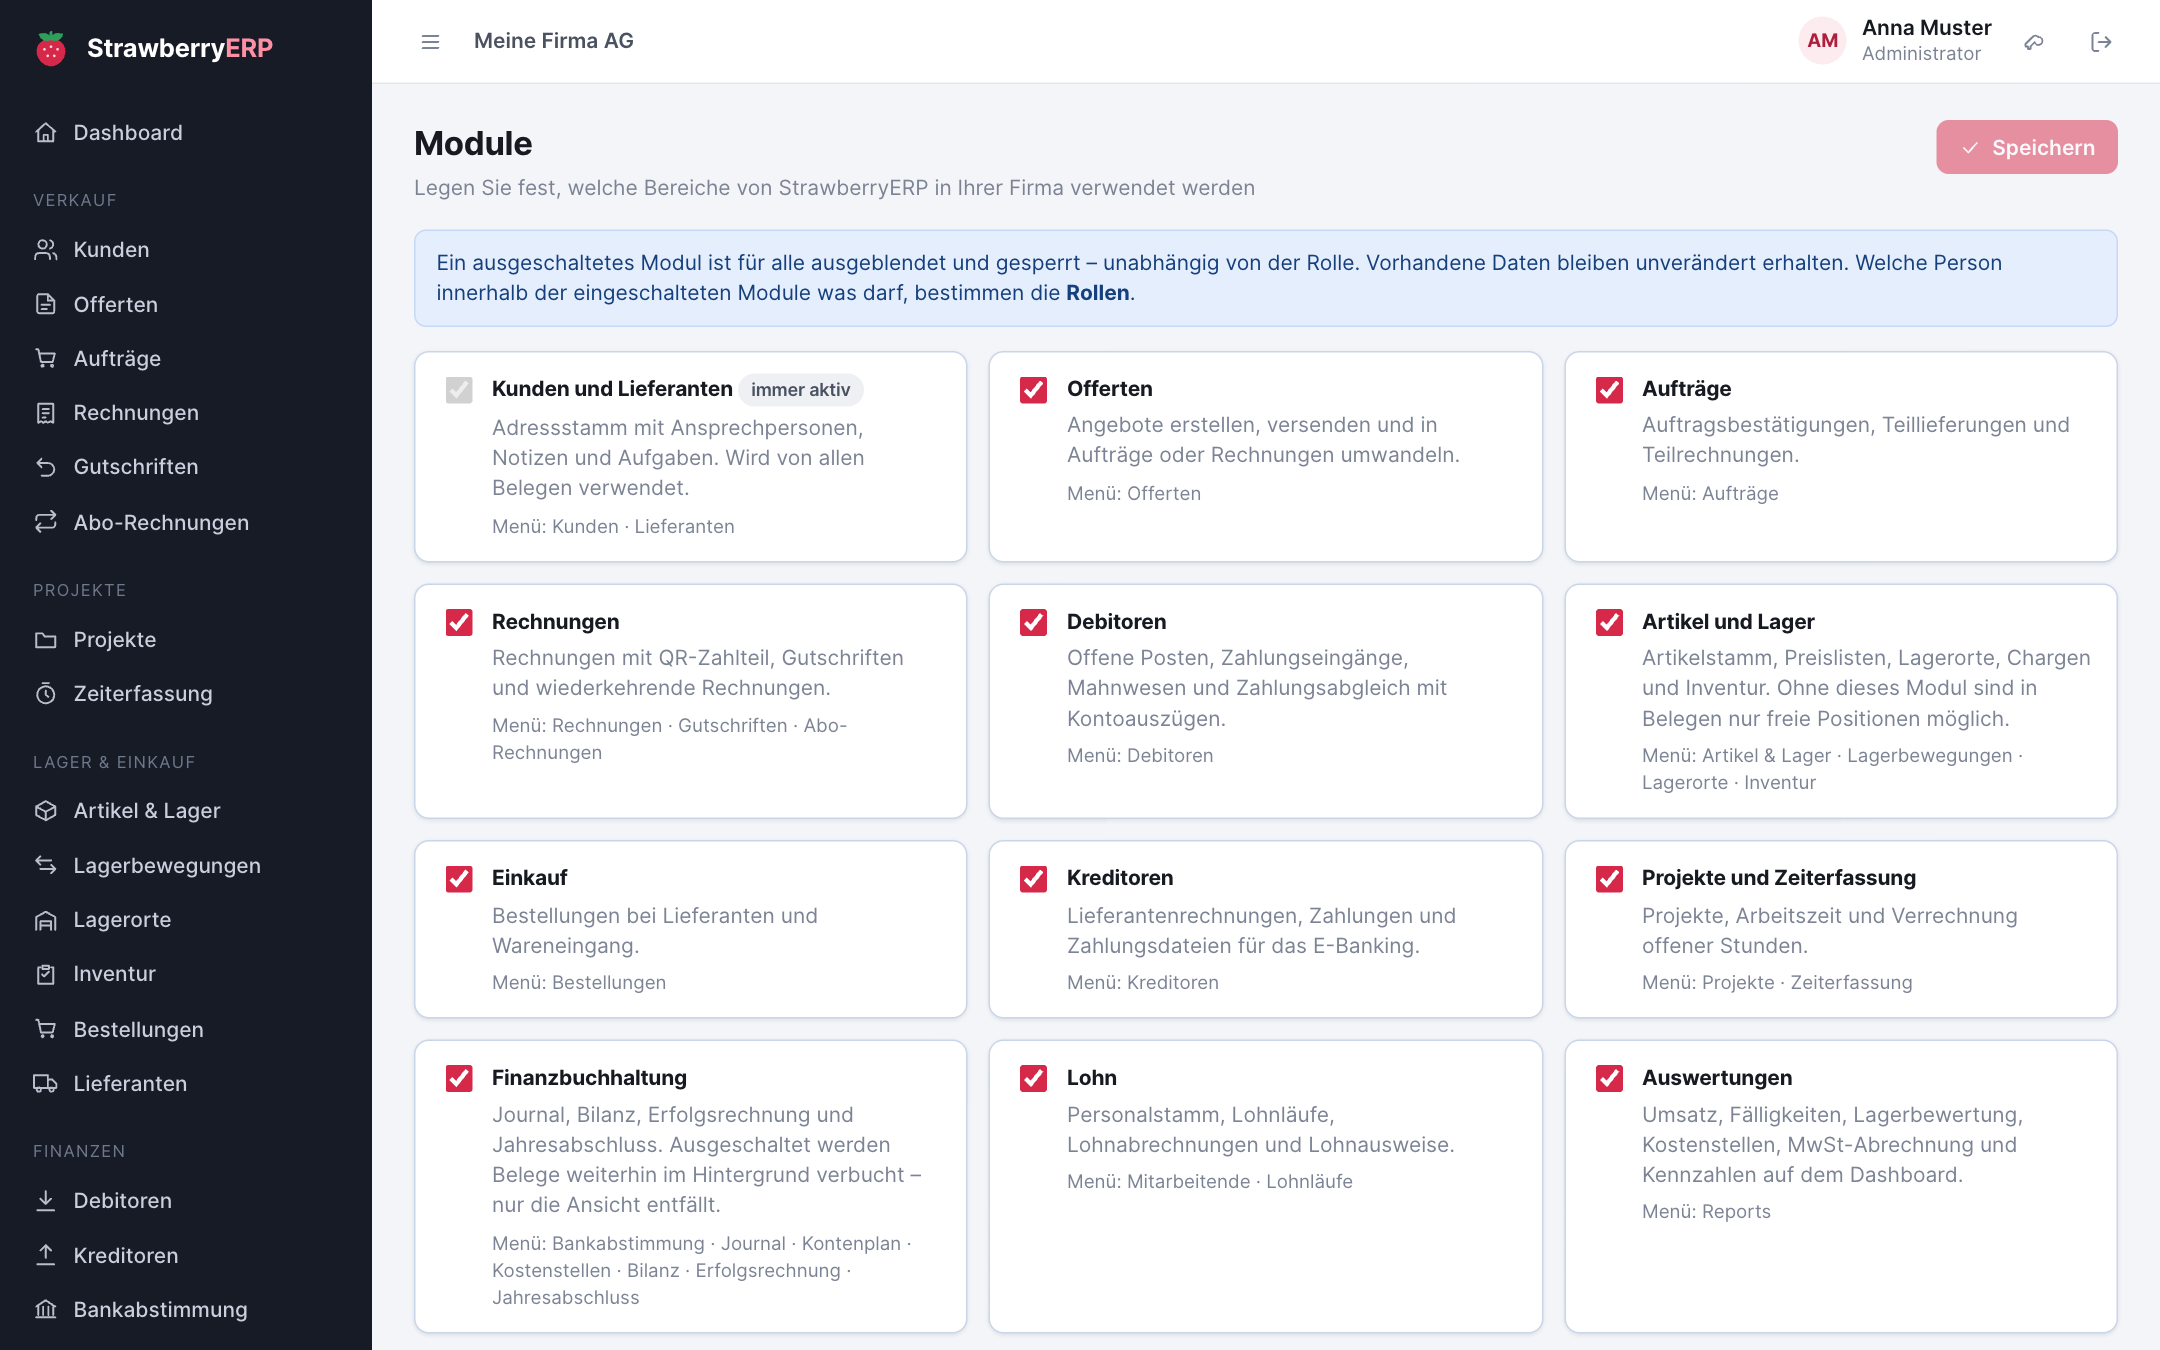 StrawberryERP
Meine Firma AG
AM
Anna Muster
Administrator
Dashboard
VERKAUF
Kunden
Offerten
Aufträge
Rechnungen
Gutschriften
Abo-Rechnungen
PROJEKTE
Projekte
Zeiterfassung
LAGER & EINKAUF
Artikel & Lager
Lagerbewegungen
Lagerorte
Inventur
Bestellungen
Lieferanten
FINANZEN
Debitoren
Kreditoren
Bankabstimmung
Module
Legen Sie fest, welche Bereiche von StrawberryERP in Ihrer Firma verwendet werden
Speichern
Ein ausgeschaltetes Modul ist für alle ausgeblendet und gesperrt – unabhängig von der Rolle. Vorhandene Daten bleiben unverändert erhalten. Welche Person
innerhalb der eingeschalteten Module was darf, bestimmen die Rollen.
Kunden und Lieferanten immer aktiv
Adressstamm mit Ansprechpersonen,
Notizen und Aufgaben. Wird von allen
Belegen verwendet.
Menü: Kunden · Lieferanten
Offerten
Angebote erstellen, versenden und in
Aufträge oder Rechnungen umwandeln.
Menü: Offerten
Aufträge
Auftragsbestätigungen, Teillieferungen und
Teilrechnungen.
Menü: Aufträge
Rechnungen
Rechnungen mit QR-Zahlteil, Gutschriften
und wiederkehrende Rechnungen.
Menü: Rechnungen · Gutschriften · Abo-
Rechnungen
Debitoren
Offene Posten, Zahlungseingänge,
Mahnwesen und Zahlungsabgleich mit
Kontoauszügen.
Menü: Debitoren
Artikel und Lager
Artikelstamm, Preislisten, Lagerorte, Chargen
und Inventur. Ohne dieses Modul sind in
Belegen nur freie Positionen möglich.
Menü: Artikel & Lager · Lagerbewegungen ·
Lagerorte · Inventur
Einkauf
Bestellungen bei Lieferanten und
Wareneingang.
Menü: Bestellungen
Kreditoren
Lieferantenrechnungen, Zahlungen und
Zahlungsdateien für das E-Banking.
Menü: Kreditoren
Projekte und Zeiterfassung
Projekte, Arbeitszeit und Verrechnung
offener Stunden.
Menü: Projekte · Zeiterfassung
Finanzbuchhaltung
Journal, Bilanz, Erfolgsrechnung und
Jahresabschluss. Ausgeschaltet werden
Belege weiterhin im Hintergrund verbucht –
nur die Ansicht entfällt.
Menü: Bankabstimmung · Journal · Kontenplan ·
Kostenstellen · Bilanz · Erfolgsrechnung ·
Jahresabschluss
Lohn
Personalstamm, Lohnläufe,
Lohnabrechnungen und Lohnausweise.
Menü: Mitarbeitende · Lohnläufe
Auswertungen
Umsatz, Fälligkeiten, Lagerbewertung,
Kostenstellen, MwSt-Abrechnung und
Kennzahlen auf dem Dashboard.
Menü: Reports